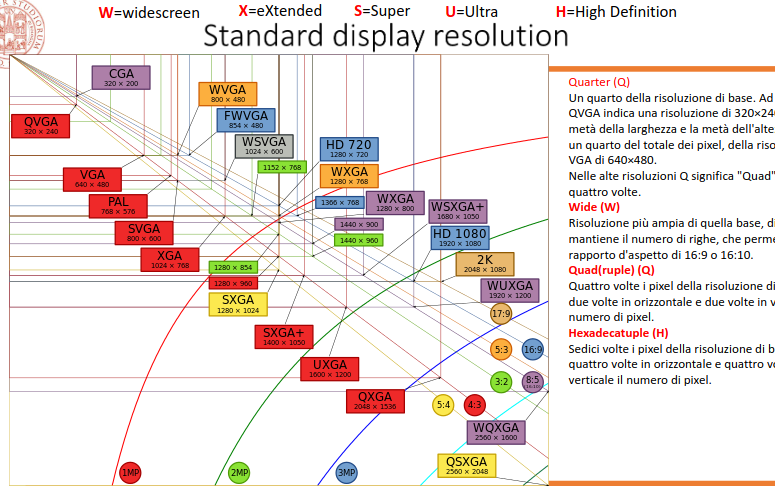 W=widescreen X=eXtended S=Super U=Ultra H=High Definition
Standard display resolution
CGA
320 × 200
QVGA
320 × 240
WVGA
800 × 480
FWVGA
854 × 480
WSVGA
1024 × 600
1152 × 768
HD 720
1280 × 720
WXGA
1280 × 768
VGA
640 × 480
PAL
768 × 576
SVGA
800 × 600
XGA
1024 × 768
1366 × 768
WXGA
1280 × 800
WSXGA+
1680 × 1050
1440 × 900
1440 × 960
HD 1080
1920 × 1080
2K
2048 × 1080
1280 × 854
1280 × 960
SXGA
1280 × 1024
WUXGA
1920 × 1200
SXGA+
1400 × 1050
UXGA
1600 × 1200
QXGA
2048 × 1536
17:9
5:3
16:9
3:2
8:5
5:4
4:3
WQXGA
2560 × 1600
QSXGA
2560 × 2048
1MP
2MP
3MP
Quarter (Q)
Un quarto della risoluzione di base. Ad
QVGA indica una risoluzione di 320×24
metà della larghezza e la metà dell'alte
un quarto del totale dei pixel, della riso
VGA di 640×480.
Nelle alte risoluzioni Q significa "Quad"
quattro volte.
Wide (W)
Risoluzione più ampia di quella base, di
mantiene il numero di righe, che perme
rapporto d'aspetto di 16:9 o 16:10.
Quad(ruple) (Q)
Quattro volte i pixel della risoluzione di
due volte in orizzontale e due volte in v
numero di pixel.
Hexadecatuple (H)
Sedici volte i pixel della risoluzione di b
quattro volte in orizzontale e quattro vo
verticale il numero di pixel.